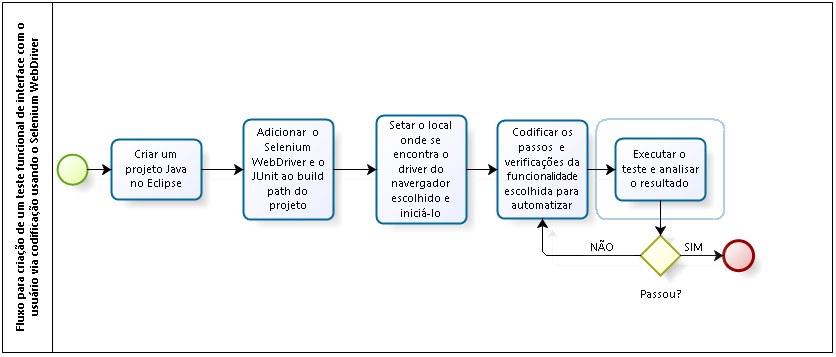 Fluxo para criação de um teste funcional de interface com o
usuário via codificação usando o Selenium WebDriver
Criar um
projeto Java
no Eclipse
Adicionar o
Selenium
WebDriver e o
JUnit ao build
path do
projeto
Setar o local
onde se
encontra o
driver do
navergador
escolhido e
iniciá-lo
Codificar os
passos e
verificações da
funcionalidade
escolhida para
automatizar
Executar o
teste e analisar
o resultado
NÃO
SIM
Passou?